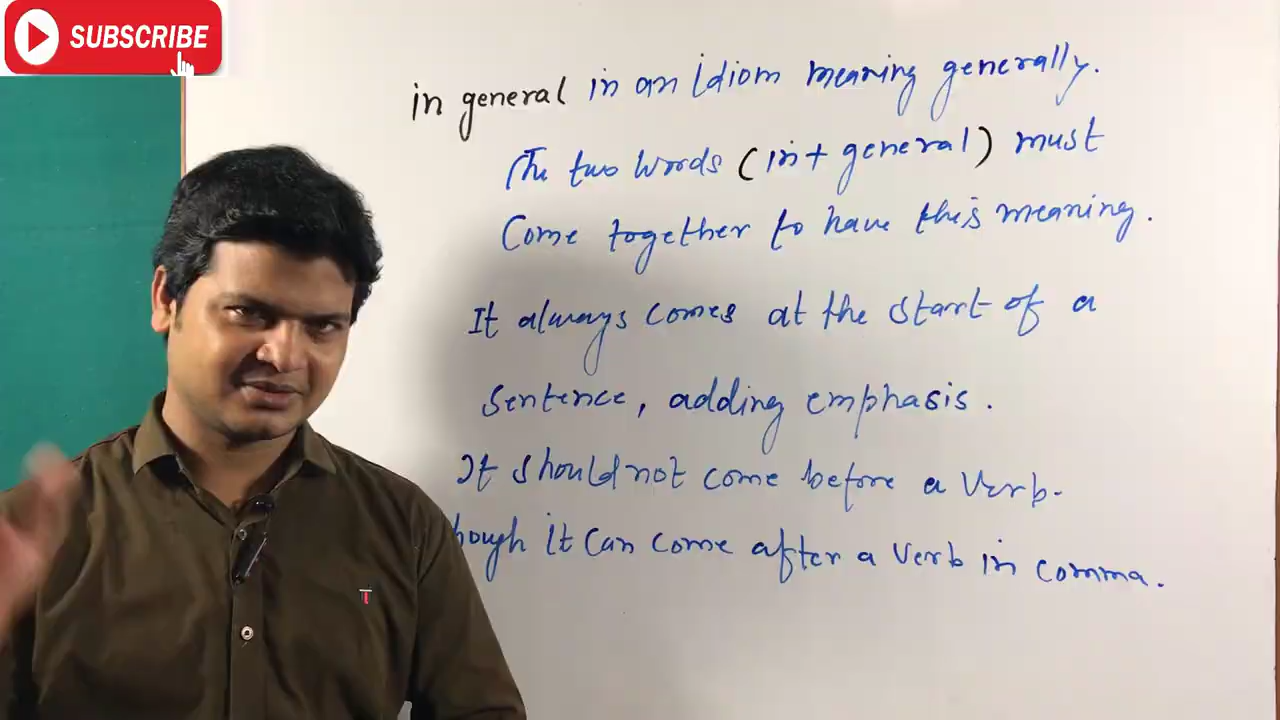 SUBSCRIBE
in general in an Idiom meaning generally.
The two words (in + general) must
Come together to have this meaning.
It always comes at the start of a
sentence, adding emphasis.
It should not come before a verb.
hough it can come after a verb in comma.
T